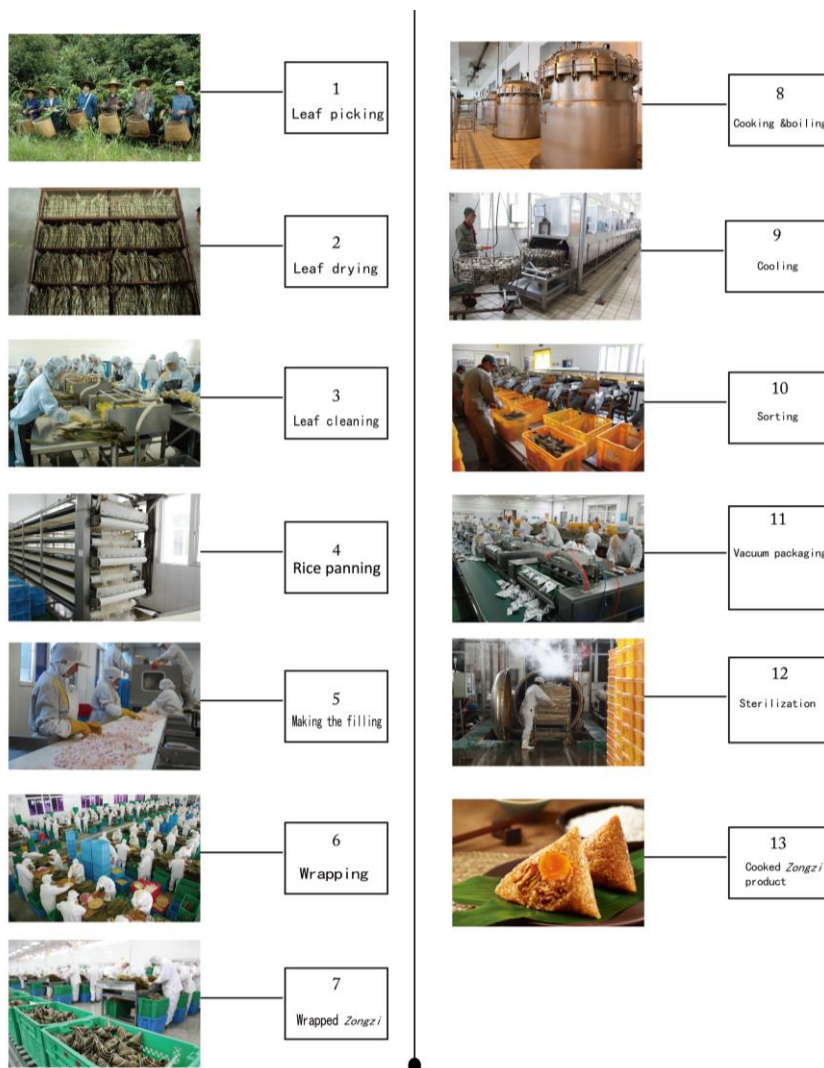 1
Leaf picking
2
Leaf drying
3
Leaf cleaning
4
Rice panning
5
Making the filling
6
Wrapping
7
Wrapped Zongzi
8
Cooking &boiling
9
Cooling
10
Sorting
11
Vacuum packaging
12
Sterilization
13
Cooked Zongzi
product